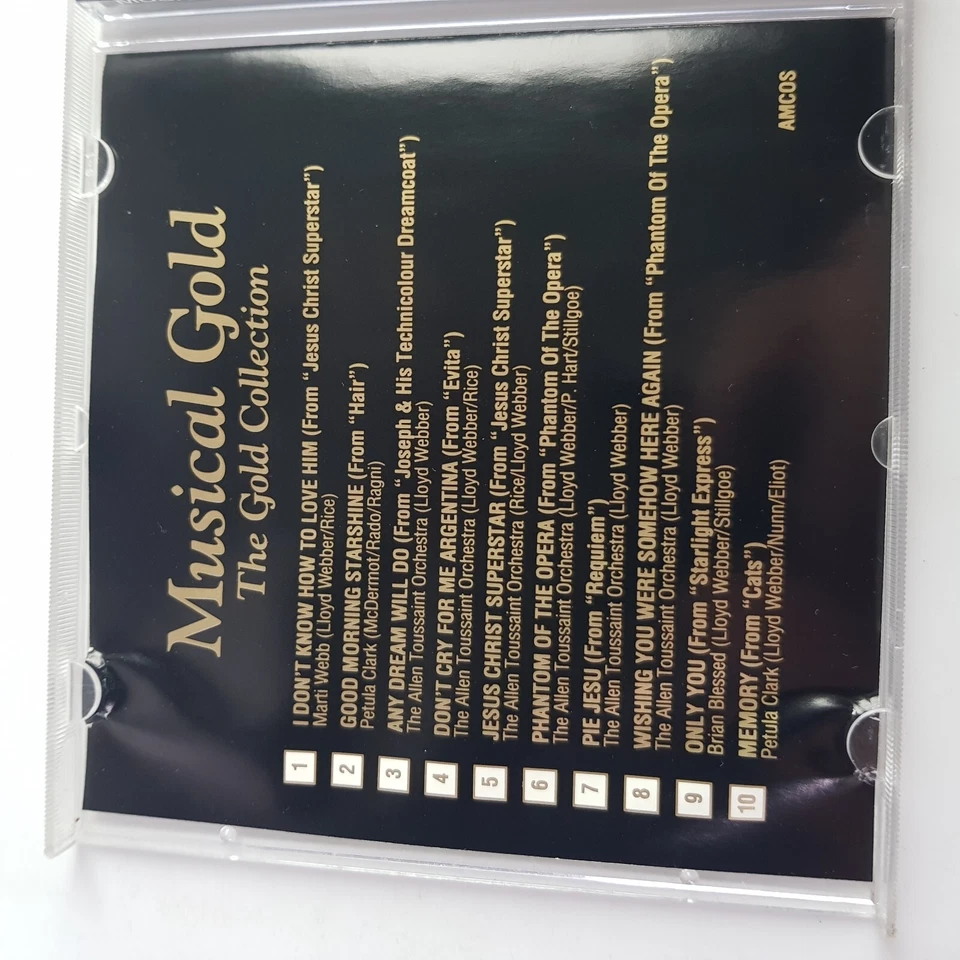 Musical Gold
The Gold Collection
1 I DON'T KNOW HOW TO LOVE HIM (From "Jesus Christ Superstar")
Marti Webb (Lloyd Webber/Rice)
2 GOOD MORNING STARSHINE (From "Hair")
Petula Clark (McDermot/Rado/Ragni)
3 ANY DREAM WILL DO (From "Joseph & His Technicolour Dreamcoat")
The Allen Toussaint Orchestra (Lloyd Webber)
4 DON'T CRY FOR ME ARGENTINA (From "Evita")
The Allen Toussaint Orchestra (Lloyd Webber/Rice)
5 JESUS CHRIST SUPERSTAR (From "Jesus Christ Superstar")
The Allen Toussaint Orchestra (Rice/Lloyd Webber)
6 PHANTOM OF THE OPERA (From "Phantom Of The Opera")
The Allen Toussaint Orchestra (Lloyd Webber/P. Hart/Stillgoe)
7 PIE JESU (From "Requiem")
The Allen Toussaint Orchestra (Lloyd Webber)
8 WISHING YOU WERE SOMEHOW HERE AGAIN (From "Phantom Of The Opera")
The Allen Toussaint Orchestra (Lloyd Webber)
9 ONLY YOU (From "Starlight Express")
Brian Blessed (Lloyd Webber/Stillgoe)
10 MEMORY (From "Cats")
Petula Clark (Lloyd Webber/Nunn/Eliot)
AMCOS